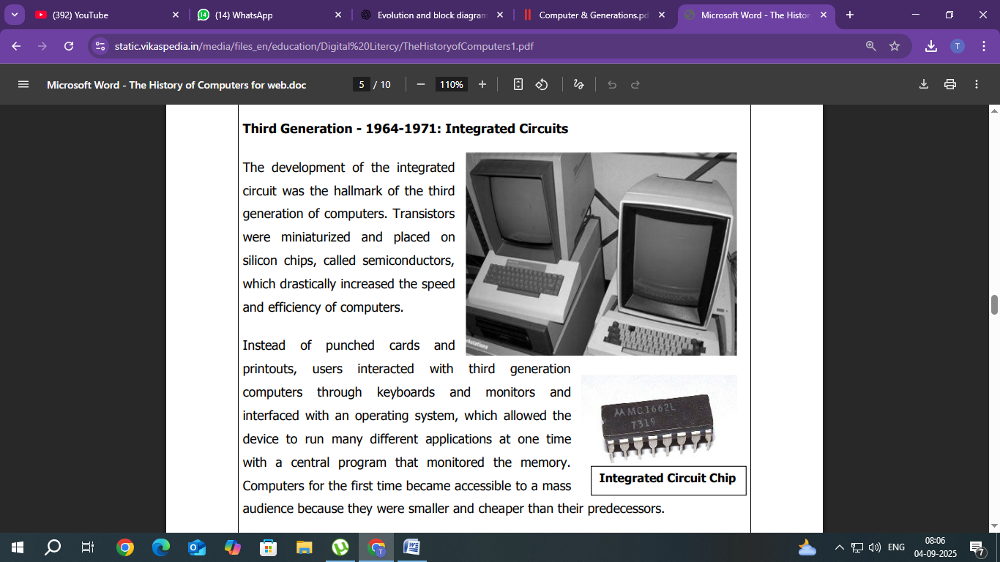 (392) YouTube
(14) WhatsApp
Evolution and block diagram
Computer & Generations.pd
Microsoft Word - The Histor
static.vikaspedia.in/media/files_en/education/Digital%20Litercy/TheHistoryofComputers1.pdf
T
Microsoft Word - The History of Computers for web.doc
5 / 10
110%
Third Generation - 1964-1971: Integrated Circuits
The development of the integrated
circuit was the hallmark of the third
generation of computers. Transistors
were miniaturized and placed on
silicon chips, called semiconductors,
which drastically increased the speed
and efficiency of computers.
Instead of punched cards and
printouts, users interacted with third generation
computers through keyboards and monitors and
interfaced with an operating system, which allowed the
device to run many different applications at one time
with a central program that monitored the memory.
Computers for the first time became accessible to a mass
audience because they were smaller and cheaper than their predecessors.
MC1662L
7319
Integrated Circuit Chip
ENG
08:06
04-09-2025
7